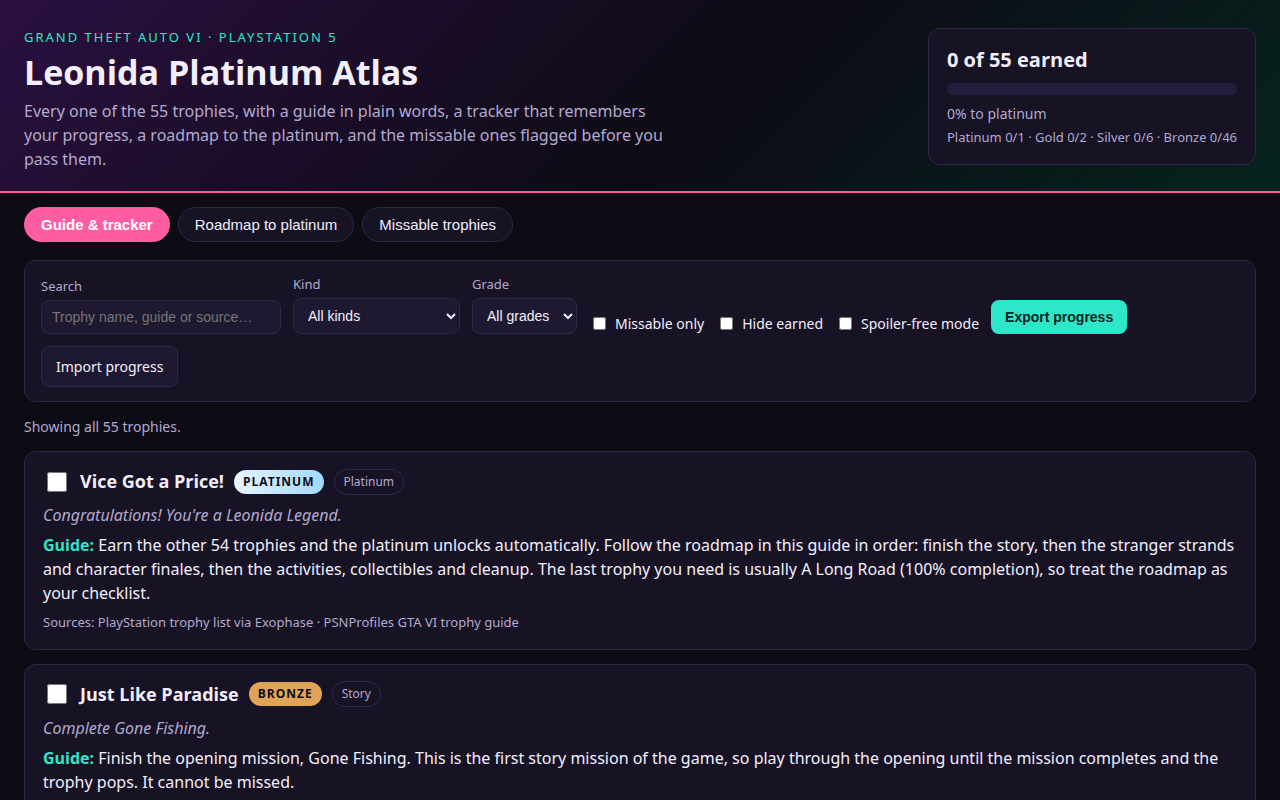 GRAND THEFT AUTO VI · PLAYSTATION 5
Leonida Platinum Atlas
Every one of the 55 trophies, with a guide in plain words, a tracker that remembers
your progress, a roadmap to the platinum, and the missable ones flagged before you
pass them.
0 of 55 earned
0% to platinum
Platinum 0/1 · Gold 0/2 · Silver 0/6 · Bronze 0/46
Guide & tracker
Roadmap to platinum
Missable trophies
Search
Trophy name, guide or source…
Kind
All kinds
Grade
All grades
Missable only
Hide earned
Spoiler-free mode
Export progress
Import progress
Showing all 55 trophies.
Vice Got a Price!
PLATINUM
Platinum
Congratulations! You're a Leonida Legend.
Guide: Earn the other 54 trophies and the platinum unlocks automatically. Follow the roadmap in this guide in order: finish the story, then the stranger strands
and character finales, then the activities, collectibles and cleanup. The last trophy you need is usually A Long Road (100% completion), so treat the roadmap as
your checklist.
Sources: PlayStation trophy list via Exophase · PSNProfiles GTA VI trophy guide
Just Like Paradise
BRONZE
Story
Complete Gone Fishing.
Guide: Finish the opening mission, Gone Fishing. This is the first story mission of the game, so play through the opening until the mission completes and the
trophy pops. It cannot be missed.